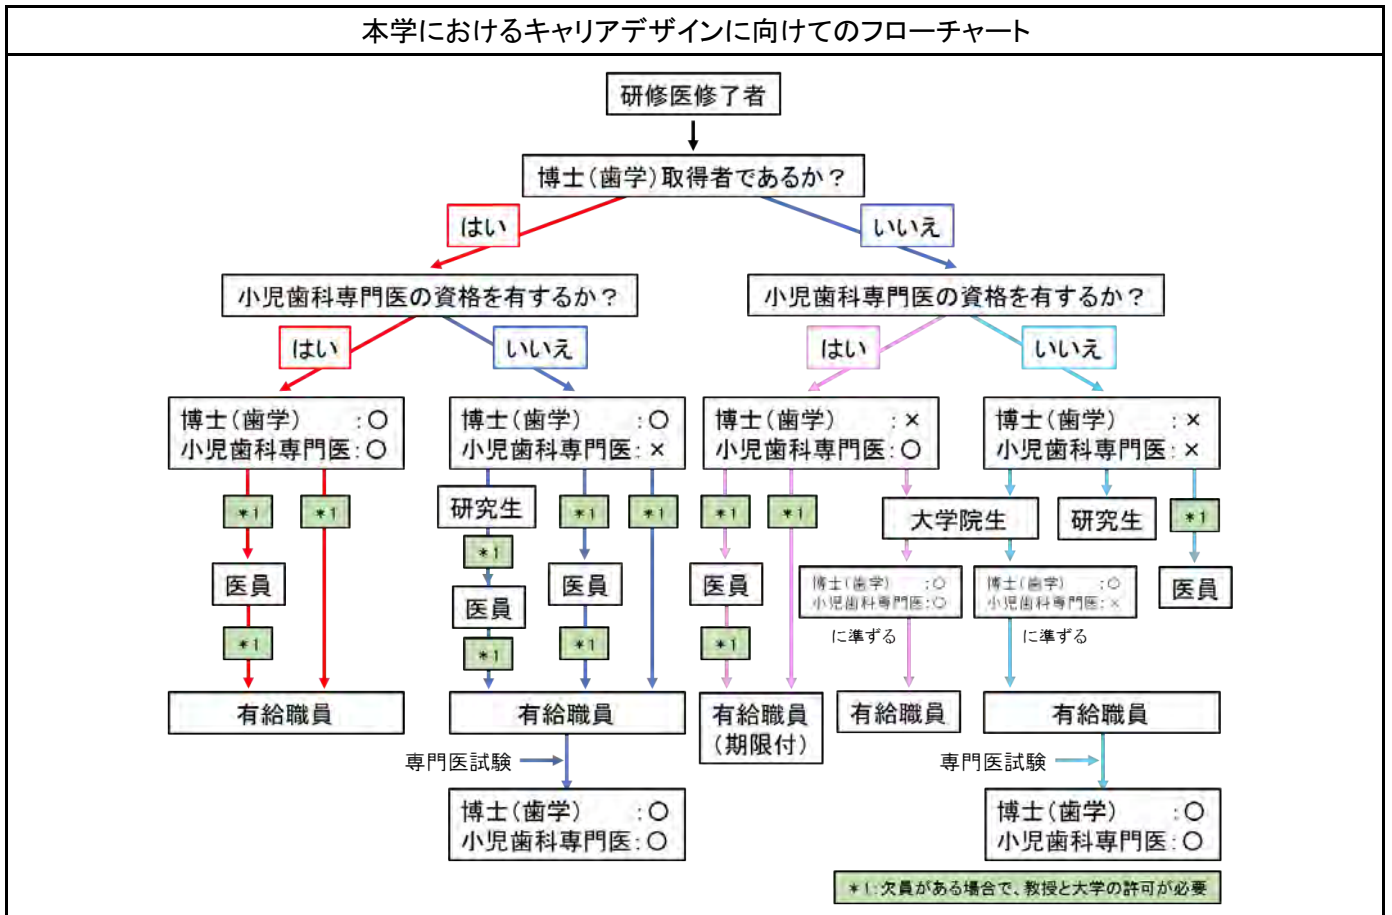 本学におけるキャリアデザインに向けてのフローチャート
研修医修了者
博士(歯学)取得者であるか?
はい
いいえ
小児歯科専門医の資格を有するか?
小児歯科専門医の資格を有するか?
はい
いいえ
はい
いいえ
博士(歯学) :○
小児歯科専門医:○
博士(歯学) :○
小児歯科専門医:×
博士(歯学) :×
小児歯科専門医:○
博士(歯学) :×
小児歯科専門医:×
*1
*1
研究生
*1
*1
*1
*1
大学院生
研究生
*1
*1
医員
医員
医員
医員
博士(歯学) :○
小児歯科専門医:○
に準ずる
博士(歯学) :○
小児歯科専門医:×
に準ずる
医員
*1
*1
*1
*1
有給職員
有給職員
有給職員
(期限付)
有給職員
有給職員
専門医試験
専門医試験
博士(歯学) :○
小児歯科専門医:○
博士(歯学) :○
小児歯科専門医:○
*1:欠員がある場合で、教授と大学の許可が必要